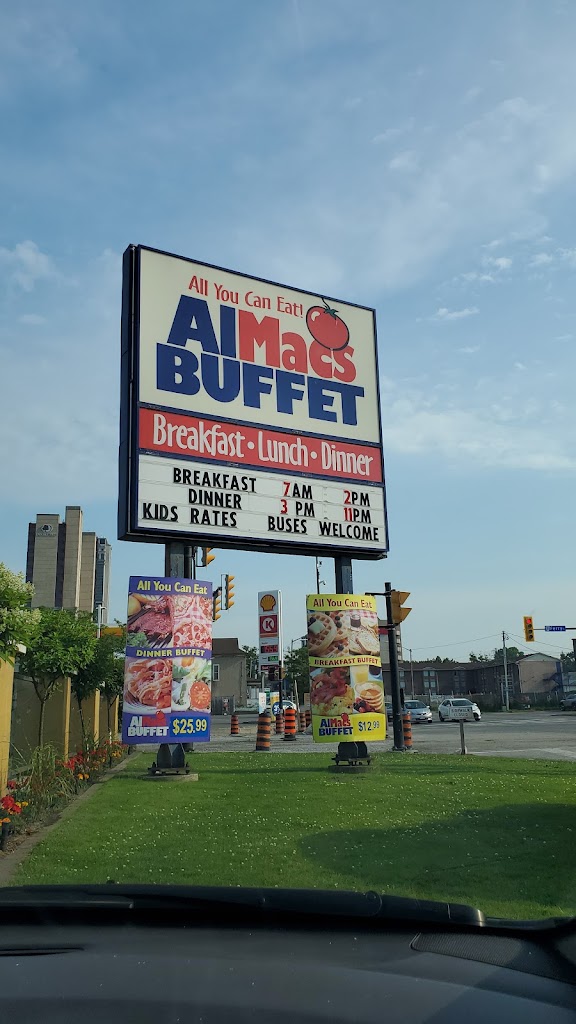 All You Can Eat!
AlMacs
BUFFET
Breakfast • Lunch • Dinner
BREAKFAST 7AM 2PM
DINNER 3 PM 11PM
KIDS RATES BUSES WELCOME
All You Can Eat
DINNER BUFFET
AlMacs
BUFFET $25.99
All You Can Eat
BREAKFAST BUFFET
AlMacs
BUFFET $12.99
K
Ferry